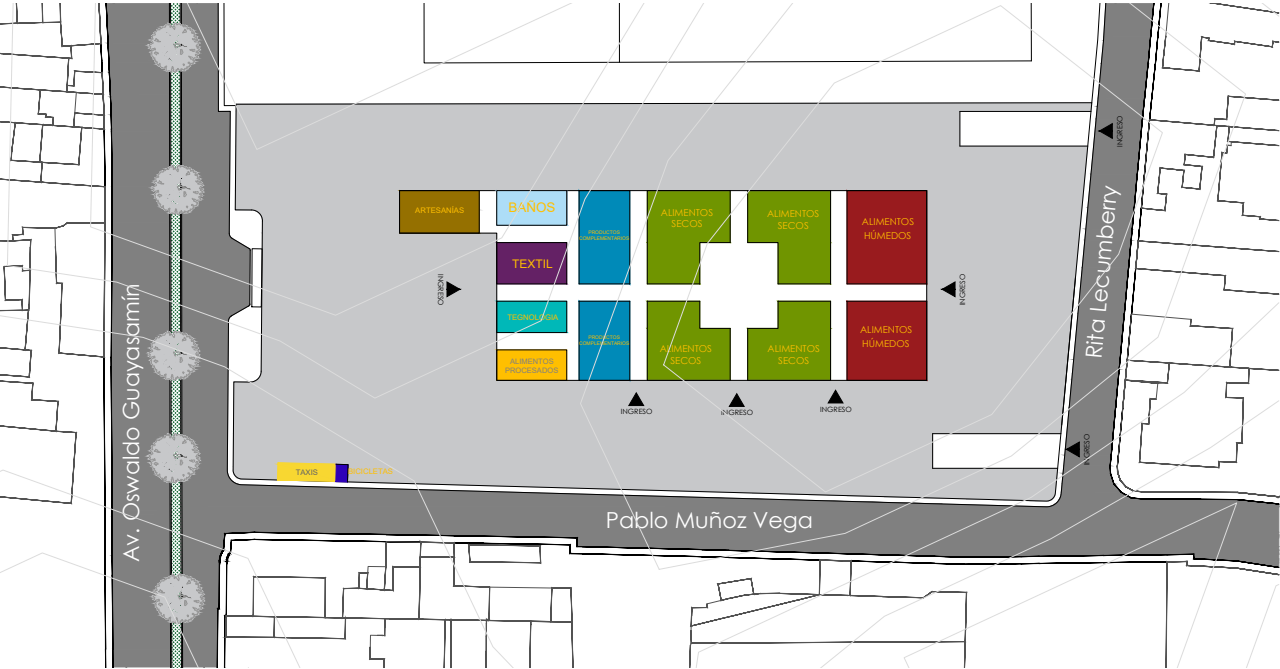 INGRESO
ARTESANÍAS
BAÑOS
PRODUCTOS
COMPLEMENTARIOS
ALIMENTOS
SECOS
ALIMENTOS
SECOS
ALIMENTOS
HÚMEDOS
TEXTIL
INGRESO
INGRESO
TEGNOLOGIA
PRODUCTOS
COMPLEMENTARIOS
ALIMENTOS
SECOS
ALIMENTOS
SECOS
ALIMENTOS
HÚMEDOS
ALIMENTOS
PROCESADOS
INGRESO
INGRESO
INGRESO
INGRESO
TAXIS
BICICLETAS
Av. Oswaldo Guayasamín
Rita Lecumberry
Pablo Muñoz Vega